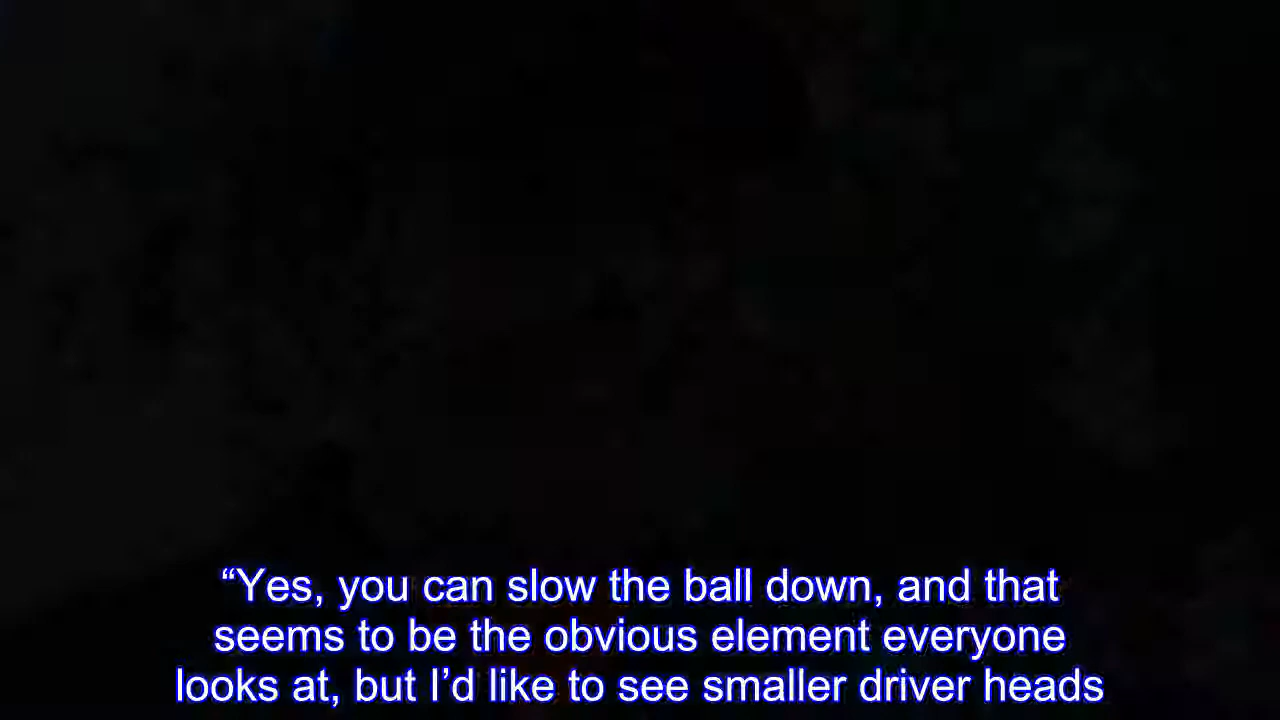 “Yes, you can slow the ball down, and that
seems to be the obvious element everyone
looks at, but I’d like to see smaller driver heads